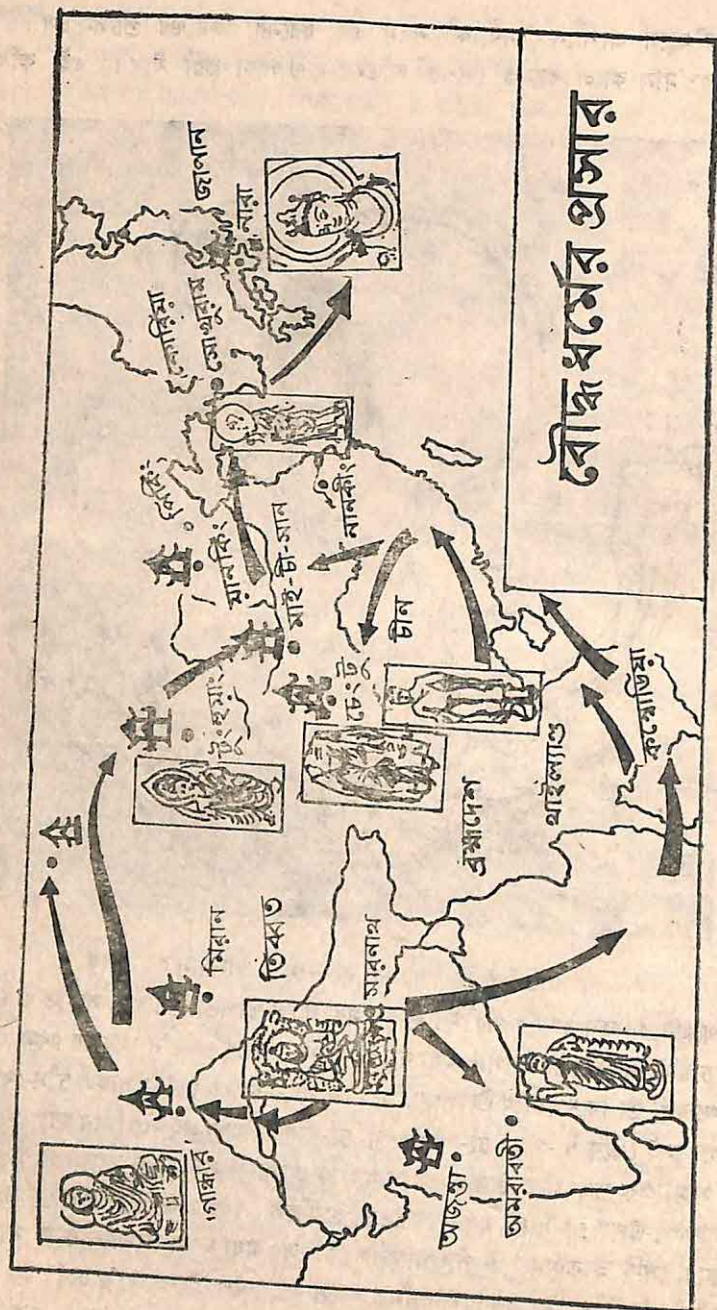 বৌদ্ধধর্মের প্রসার
গান্ধার
মিরান
তিব্বত
সারনাথ
অজন্তা
অমরাবতী
ব্রহ্মদেশ
থাইল্যাণ্ড
কম্বোডিয়া
চীন
চেংটু
মাই-চী-সান
নানকীং
পিকিং
কোরিয়া
জাপান
নারা